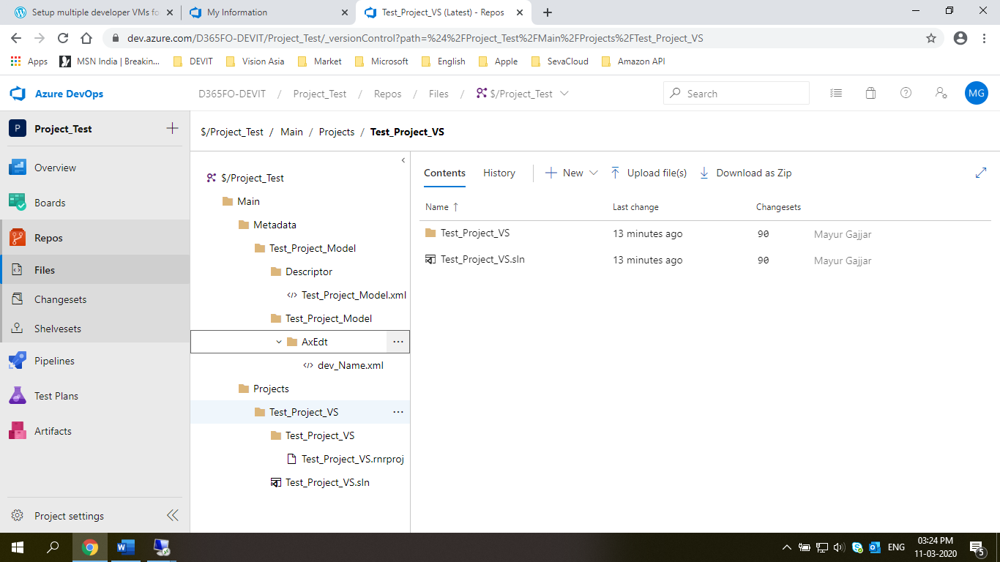 Setup multiple developer VMs fo
My Information
Test_Project_VS (Latest) - Repos
dev.azure.com/D365FO-DEVIT/Project_Test/_versionControl?path=%24%2FProject_Test%2FMain%2FProjects%2FTest_Project_VS
Apps MSN India | Breakin... DEVIT Vision Asia Market Microsoft English Apple SevaCloud Amazon API
Azure DevOps
D365FO-DEVIT / Project_Test / Repos / Files / $/Project_Test
Search
MG
P Project_Test
$/Project_Test / Main / Projects / Test_Project_VS
Overview
Boards
Repos
Files
Changesets
Shelvesets
Pipelines
Test Plans
Artifacts
Project settings
$/Project_Test
Main
Metadata
Test_Project_Model
Descriptor
Test_Project_Model.xml
Test_Project_Model
AxEdt
dev_Name.xml
Projects
Test_Project_VS
Test_Project_VS
Test_Project_VS.rnrproj
Test_Project_VS.sln
Contents History New Upload file(s) Download as Zip
Name Last change Changesets
Test_Project_VS 13 minutes ago 90 Mayur Gajjar
Test_Project_VS.sln 13 minutes ago 90 Mayur Gajjar
ENG
03:24 PM
11-03-2020
5